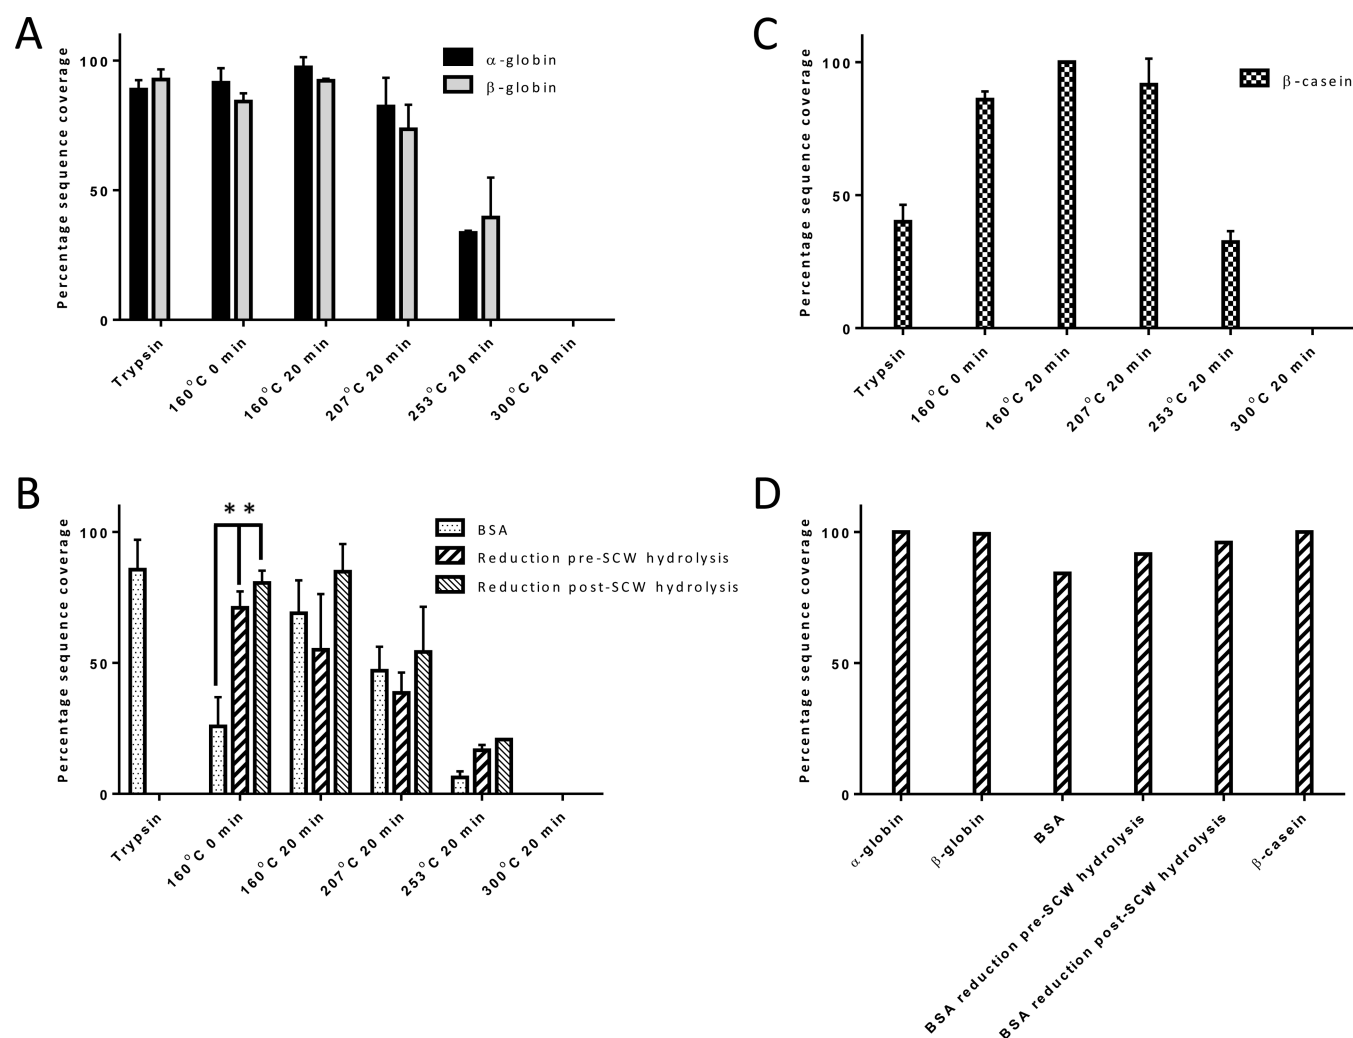 A
Percentage sequence coverage
100
50
0
α-globin
β-globin
Trypsin
160°C 0 min
160°C 20 min
207°C 20 min
253°C 20 min
300°C 20 min
C
Percentage sequence coverage
100
50
0
β-casein
Trypsin
160°C 0 min
160°C 20 min
207°C 20 min
253°C 20 min
300°C 20 min
B
Percentage sequence coverage
100
50
0
**
BSA
Reduction pre-SCW hydrolysis
Reduction post-SCW hydrolysis
Trypsin
160°C 0 min
160°C 20 min
207°C 20 min
253°C 20 min
300°C 20 min
D
Percentage sequence coverage
100
50
0
α-globin
β-globin
BSA
BSA reduction pre-SCW hydrolysis
BSA reduction post-SCW hydrolysis
β-casein